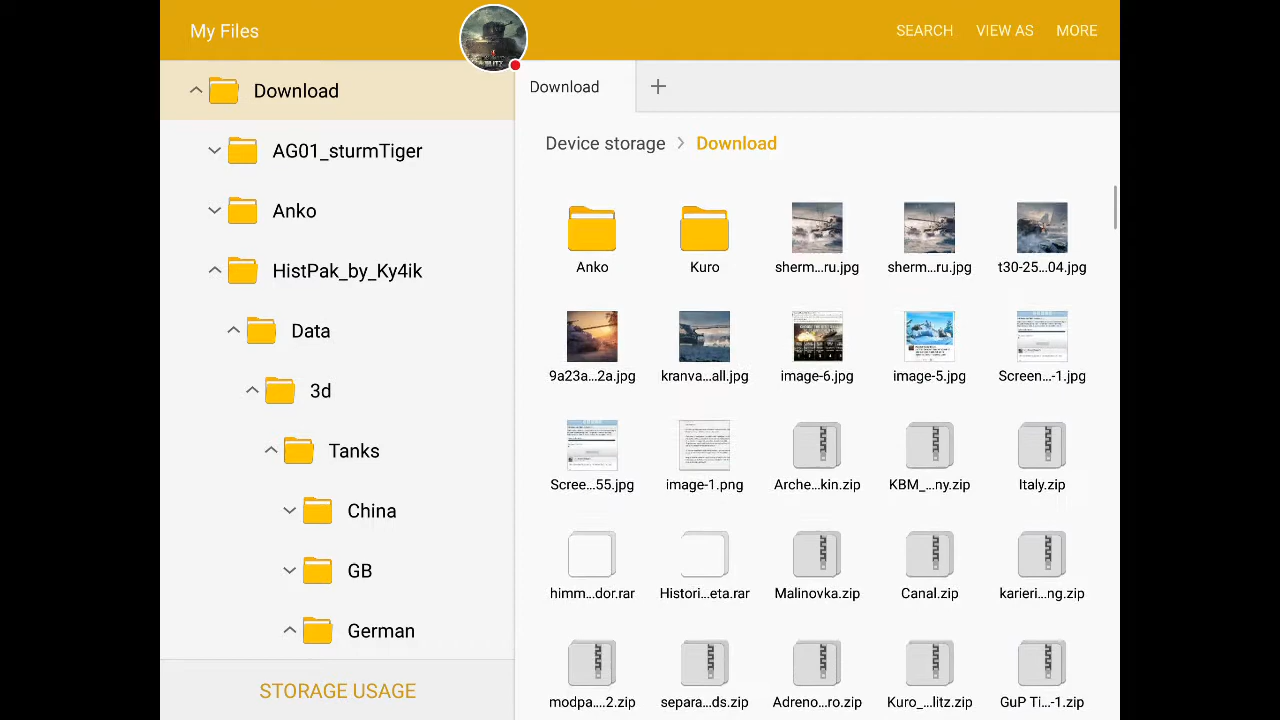 My Files
SEARCH
VIEW AS
MORE
BLITZ
Download
AG01_sturmTiger
Anko
HistPak_by_Ky4ik
Data
3d
Tanks
China
GB
German
STORAGE USAGE
Download
Device storage
Download
Anko
Kuro
sherm...ru.jpg
sherm...ru.jpg
t30-25...04.jpg
9a23a...2a.jpg
kranva...all.jpg
image-6.jpg
image-5.jpg
Screen...-1.jpg
Scree...55.jpg
image-1.png
Arche...kin.zip
KBM_...ny.zip
Italy.zip
himm...dor.rar
Histori...eta.rar
Malinovka.zip
Canal.zip
karieri...ng.zip
modpa....2.zip
separa...ds.zip
Adreno...ro.zip
Kuro_...litz.zip
GuP Ti...-1.zip